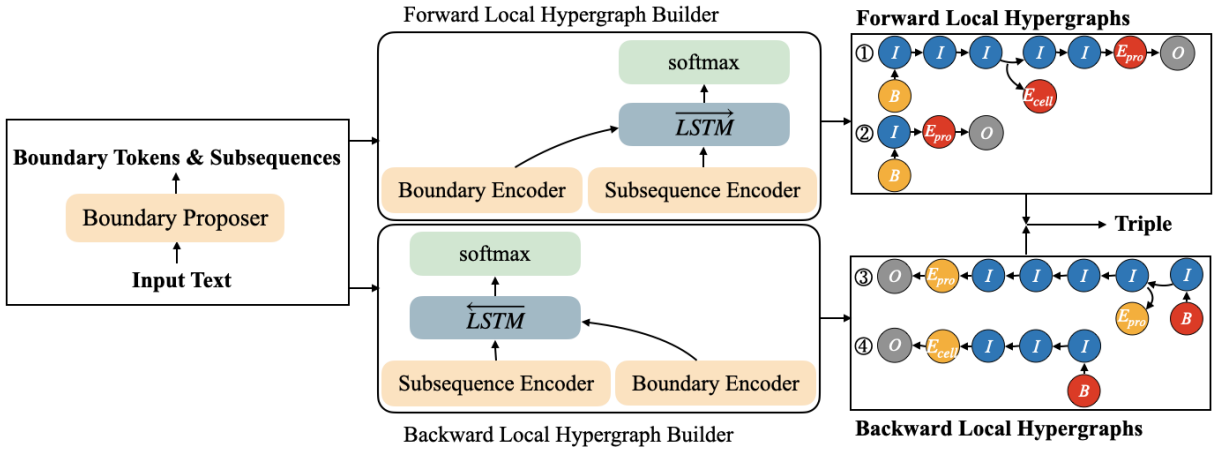 Forward Local Hypergraph Builder
softmax
LSTM
Boundary Encoder
Subsequence Encoder
Boundary Tokens & Subsequences
Boundary Proposer
Input Text
softmax
LSTM
Subsequence Encoder
Boundary Encoder
Backward Local Hypergraph Builder
Forward Local Hypergraphs
① I I I I I E_pro O
B E_cell
② I E_pro O
B
Triple
③ O E_pro I I I I I
E_pro B
④ O E_cell I I I
B
Backward Local Hypergraphs